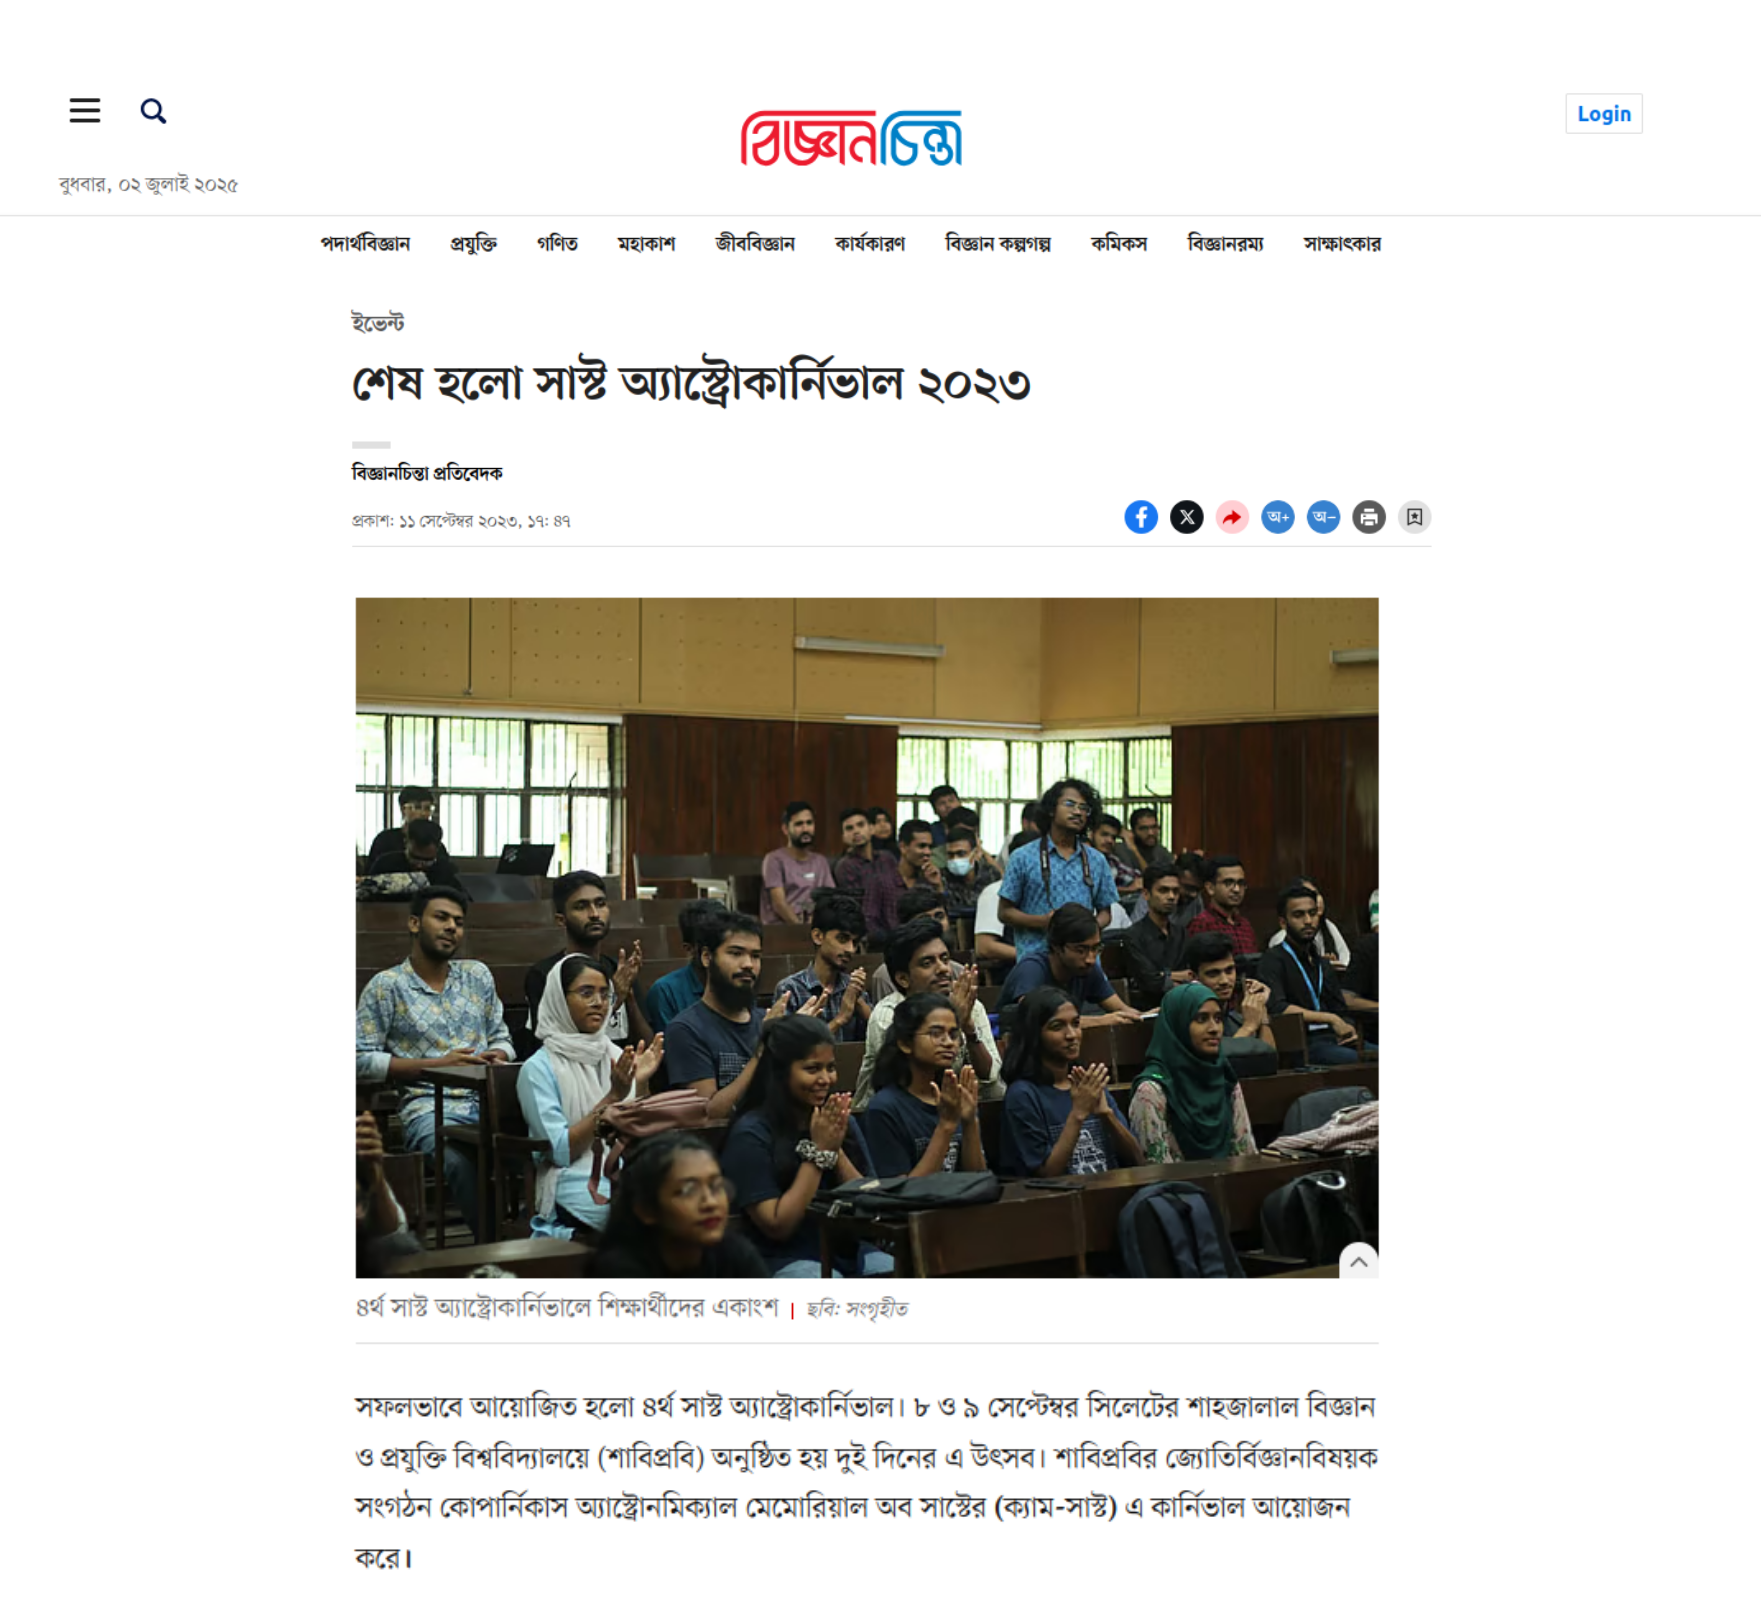 Login
বিজ্ঞানচিন্তা
বুধবার, ০২ জুলাই ২০২৫
পদার্থবিজ্ঞান প্রযুক্তি গণিত মহাকাশ জীববিজ্ঞান কার্যকারণ বিজ্ঞান কল্পগল্প কমিকস বিজ্ঞানরম্য সাক্ষাৎকার
ইভেন্ট
শেষ হলো সাস্ট অ্যাস্ট্রোকার্নিভাল ২০২৩
বিজ্ঞানচিন্তা প্রতিবেদক
প্রকাশ: ১১ সেপ্টেম্বর ২০২৩, ১৭: ৪৭
অ+ অ−
৪র্থ সাস্ট অ্যাস্ট্রোকার্নিভালে শিক্ষার্থীদের একাংশ | ছবি: সংগৃহীত
সফলভাবে আয়োজিত হলো ৪র্থ সাস্ট অ্যাস্ট্রোকার্নিভাল। ৮ ও ৯ সেপ্টেম্বর সিলেটের শাহজালাল বিজ্ঞান
ও প্রযুক্তি বিশ্ববিদ্যালয়ে (শাবিপ্রবি) অনুষ্ঠিত হয় দুই দিনের এ উৎসব। শাবিপ্রবির জ্যোতির্বিজ্ঞানবিষয়ক
সংগঠন কোপার্নিকাস অ্যাস্ট্রোনমিক্যাল মেমোরিয়াল অব সাস্টের (ক্যাম-সাস্ট) এ কার্নিভাল আয়োজন
করে।